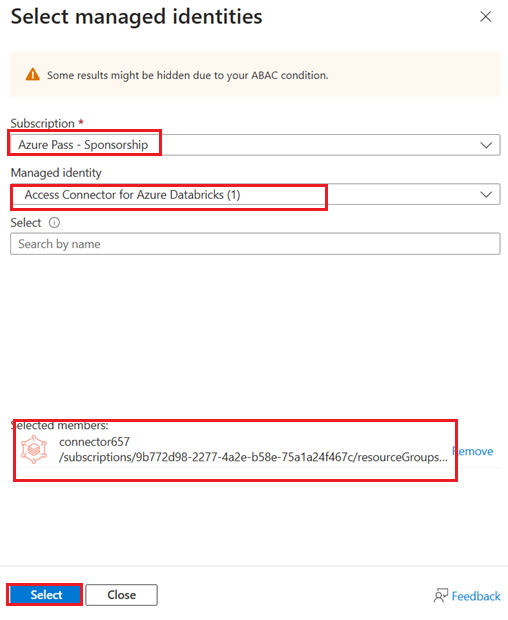 Select managed identities
Some results might be hidden due to your ABAC condition.
Subscription *
Azure Pass - Sponsorship
Managed identity
Access Connector for Azure Databricks (1)
Select
Search by name
Selected members:
connector657
/subscriptions/9b772d98-2277-4a2e-b58e-75a1a24f467c/resourceGroups...
Remove
Select
Close
Feedback